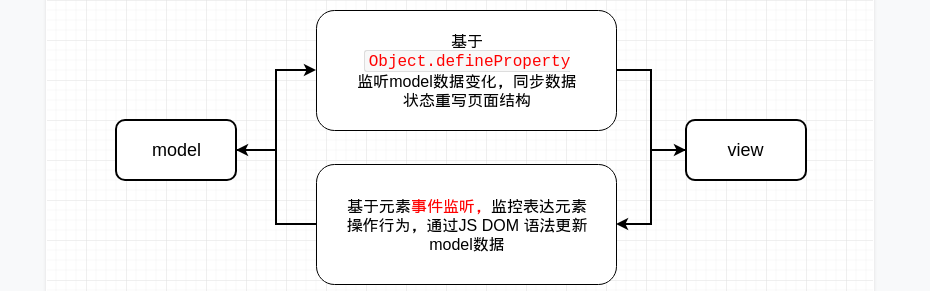 基于
Object.defineProperty
监听model数据变化，同步数据
状态重写页面结构
model
view
基于元素事件监听，监控表达元素
操作行为，通过JS DOM 语法更新
model数据